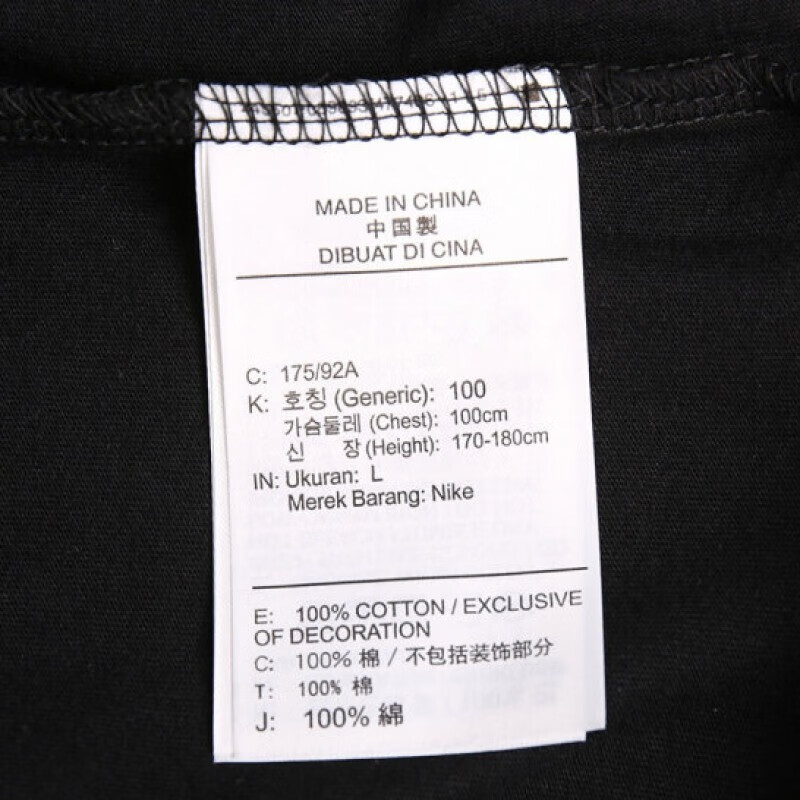 MADE IN CHINA
中国製
DIBUAT DI CINA
C: 175/92A
K: 호칭 (Generic): 100
가슴둘레 (Chest): 100cm
신 장 (Height): 170-180cm
IN: Ukuran: L
Merek Barang: Nike
E: 100% COTTON / EXCLUSIVE
OF DECORATION
C: 100% 棉 / 不包括装饰部分
T: 100% 棉
J: 100% 綿